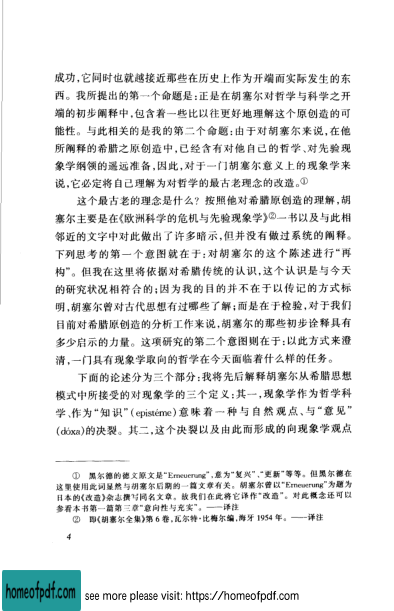 成功,它同时也就越接近那些在历史上作为开端而实际发生的东
西。我所提出的第一个命题是:正是在胡塞尔对哲学与科学之开
端的初步阐释中,包含着一些比以往更好地理解这个原创造的可
能性。与此相关的是我的第二个命题:由于对胡塞尔来说,在他
所阐释的希腊之原创造中,已经含有对他自己的哲学、对先验现
象学纲领的遥远准备,因此,对于一门胡塞尔意义上的现象学来
说,它必定将自己理解为对哲学的最古老理念的改造。①
这个最古老的理念是什么?按照他对希腊原创造的理解,胡
塞尔主要是在《欧洲科学的危机与先验现象学》②一书以及与此相
邻近的文字中对此做出了许多暗示,但并没有做过系统的阐释。
下列思考的第一个意图就在于:对胡塞尔的这个陈述进行“再
构”。但我在这里将依据对希腊传统的认识,这个认识是与今天
的研究状况相符合的;因为我的目的并不在于以传记的方式标
明,胡塞尔曾对古代思想有过哪些了解;而是在于检验,对于我们
目前对希腊原创造的分析工作来说,胡塞尔的那些初步诠释具有
多少启示的力量。这项研究的第二个意图则在于:以此方式来澄
清,一门具有现象学取向的哲学在今天面临着什么样的任务。
下面的论述分为三个部分:我将先后解释胡塞尔从希腊思想
模式中所接受的对现象学的三个定义:其一,现象学作为哲学科
学、作为“知识”(epistéme)意味着一种与自然观点、与“意见”
(dóxa)的决裂。其二,这个决裂以及由此而形成的向现象学观点
① 黑尔德的德文原文是“Erneuerung”,意为“复兴”、“更新”等等。但黑尔德在
这里使用此词显然与胡塞尔后期的一篇文章有关。胡塞尔曾以“Erneuerung”为题为
日本的《改造》杂志撰写同名文章。故我们在此将它译作“改造”。对此概念还可以
参看本书第一篇第三章“意向性与充实”。——译注
② 即《胡塞尔全集》第6卷,瓦尔特·比梅尔编,海牙1954年。——译注
4
homeofpdf.com
see more please visit: https://homeofpdf.com